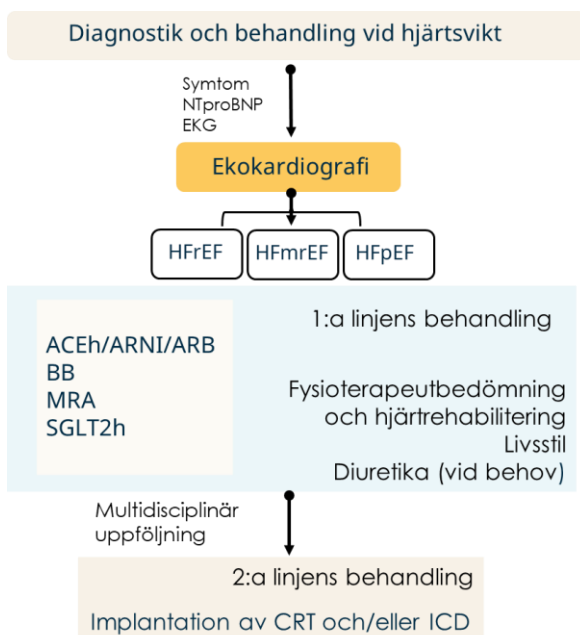 Diagnostik och behandling vid hjärtsvikt
Symtom
NTproBNP
EKG
Ekokardiografi
HFrEF
HFmrEF
HFpEF
1:a linjens behandling
ACEh/ARNI/ARB
BB
MRA
SGLT2h
Fysioterapeutbedömning
och hjärtrehabilitering
Livsstil
Diuretika (vid behov)
Multidisciplinär
uppföljning
2:a linjens behandling
Implantation av CRT och/eller ICD